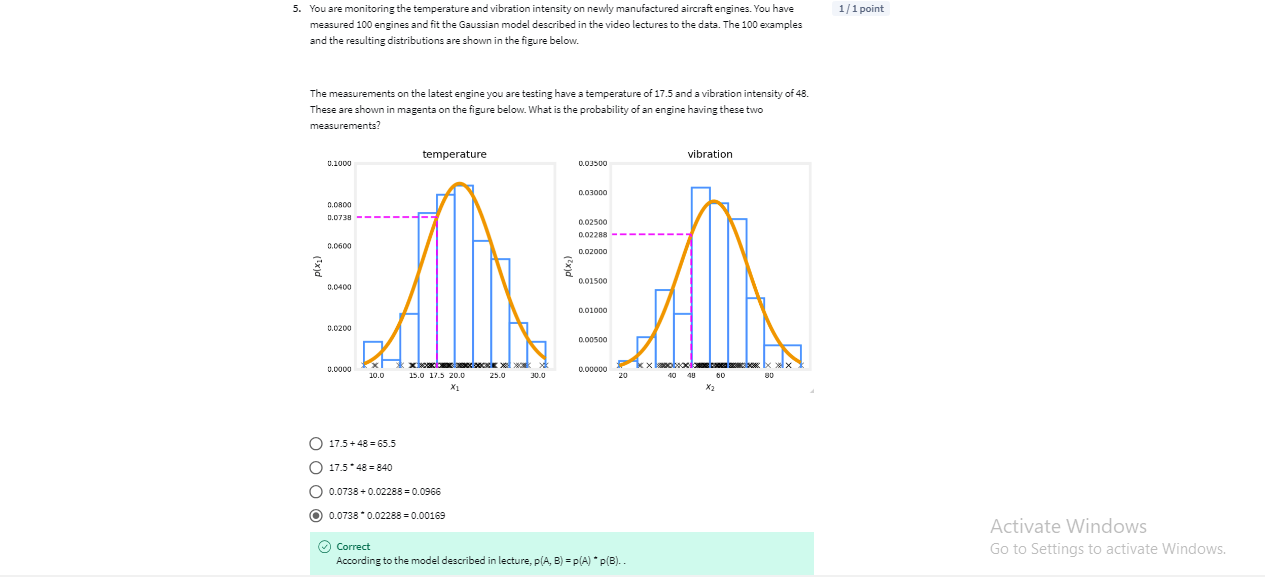 5. You are monitoring the temperature and vibration intensity on newly manufactured aircraft engines. You have
1 / 1 point
measured 100 engines and fit the Gaussian model described in the video lectures to the data. The 100 examples
and the resulting distributions are shown in the figure below.
The measurements on the latest engine you are testing have a temperature of 17.5 and a vibration intensity of 48.
These are shown in magenta on the figure below. What is the probability of an engine having these two
measurements?
temperature
0.1000
0.0800
0.0738
0.0600
0.0400
0.0200
0.0000
p(x₁)
10.0 15.0 17.5 20.0 25.0 30.0
x₁
vibration
0.03500
0.03000
0.02500
0.02288
0.02000
0.01500
0.01000
0.00500
0.00000
p(x₂)
20 40 48 60 80
x₂
17.5 + 48 = 65.5
17.5 * 48 = 840
0.0738 + 0.02288 = 0.0966
0.0738 * 0.02288 = 0.00169
Correct
According to the model described in lecture, p(A, B) = p(A) * p(B). .
Activate Windows
Go to Settings to activate Windows.